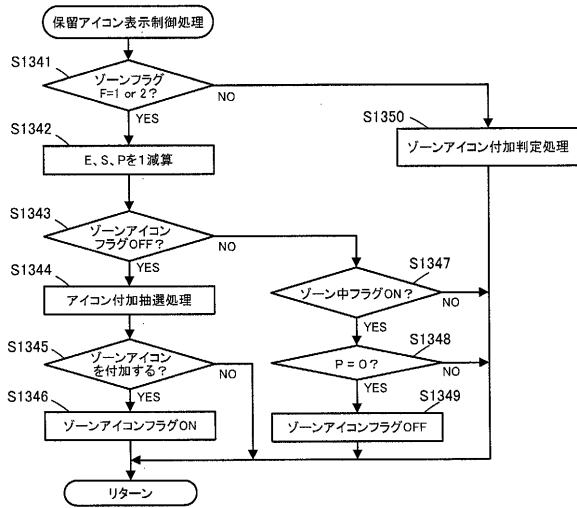 保留アイコン表示制御処理
S1341
ゾーンフラグ
F=1 or 2?
NO
YES
S1342
E、S、Pを1減算
S1350
ゾーンアイコン付加判定処理
S1343
ゾーンアイコン
フラグOFF?
NO
YES
S1344
アイコン付加抽選処理
S1347
ゾーン中フラグON?
NO
YES
S1345
ゾーンアイコン
を付加する?
NO
YES
S1348
P=0?
NO
YES
S1346
ゾーンアイコンフラグON
S1349
ゾーンアイコンフラグOFF
リターン